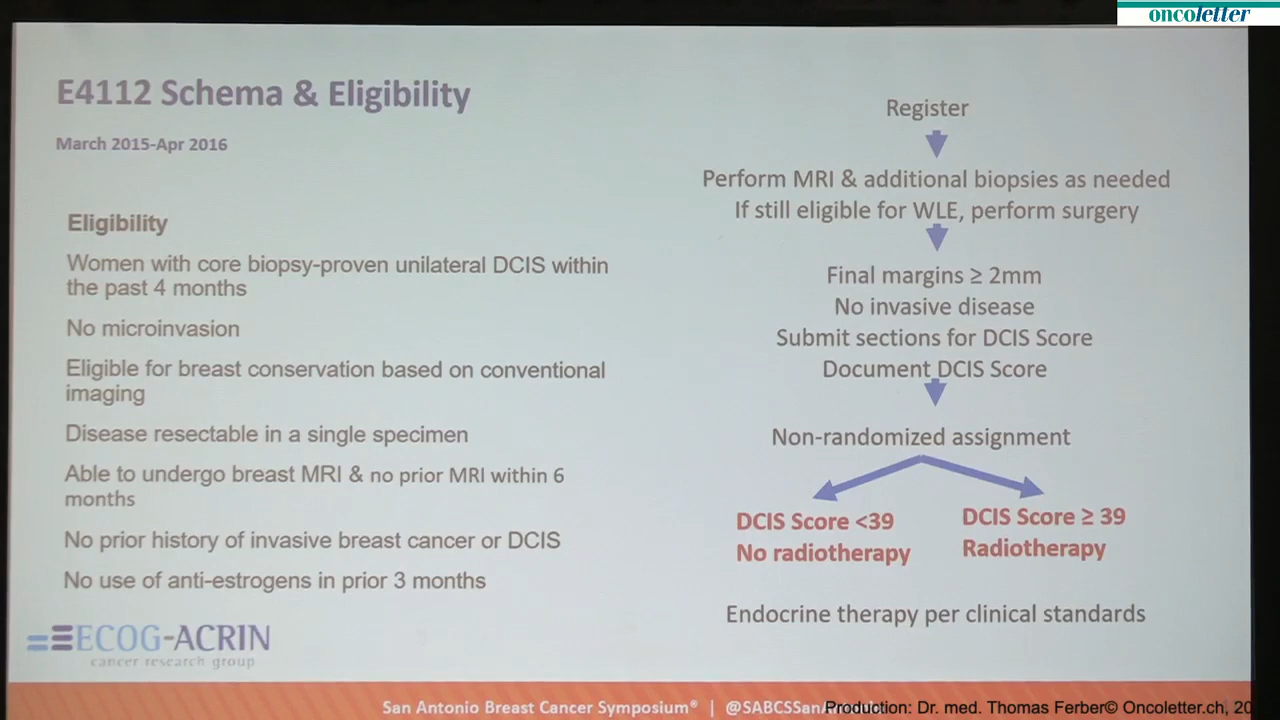 oncoletter
E4112 Schema & Eligibility
March 2015-Apr 2016
Eligibility
Women with core biopsy-proven unilateral DCIS within
the past 4 months
No microinvasion
Eligible for breast conservation based on conventional
imaging
Disease resectable in a single specimen
Able to undergo breast MRI & no prior MRI within 6
months
No prior history of invasive breast cancer or DCIS
No use of anti-estrogens in prior 3 months
Register
Perform MRI & additional biopsies as needed
If still eligible for WLE, perform surgery
Final margins ≥ 2mm
No invasive disease
Submit sections for DCIS Score
Document DCIS Score
Non-randomized assignment
DCIS Score <39
No radiotherapy
DCIS Score ≥ 39
Radiotherapy
Endocrine therapy per clinical standards
ECOG-ACRIN
cancer research group
San Antonio Breast Cancer Symposium® | 
Production: Dr. med. Thomas Ferber© Oncoletter.ch, 20